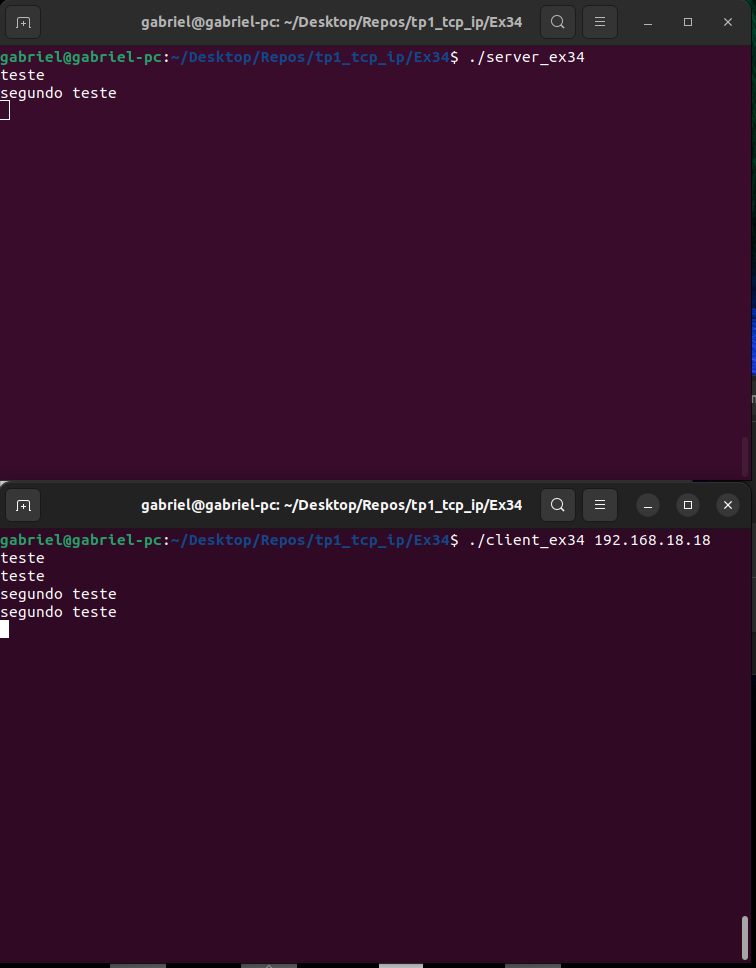 gabriel@gabriel-pc: ~/Desktop/Repos/tp1_tcp_ip/Ex34
gabriel@gabriel-pc:~/Desktop/Repos/tp1_tcp_ip/Ex34$ ./server_ex34
teste
segundo teste
gabriel@gabriel-pc: ~/Desktop/Repos/tp1_tcp_ip/Ex34
gabriel@gabriel-pc:~/Desktop/Repos/tp1_tcp_ip/Ex34$ ./client_ex34 192.168.18.18
teste
teste
segundo teste
segundo teste